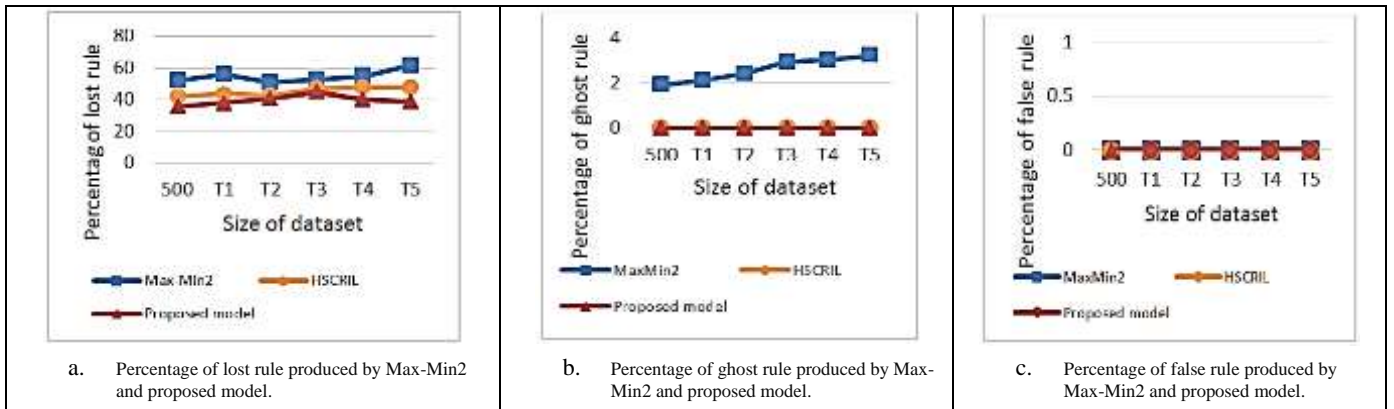 80
60
40
20
0
500 T1 T2 T3 T4 T5
Percentag of lost rule
Size of dataset
Max-Min2 HSCRIL
Proposed model
a. Percentage of lost rule produced by Max-Min2
and proposed model.
4
2
0
500 T1 T2 T3 T4 T5
Percentage of ghost rule
Size of dataset
MaxMin2 HSCRIL
Proposed model
b. Percentage of ghost rule produced by Max-
Min2 and proposed model.
1
0.5
0
500 T1 T2 T3 T4 T5
Percentage of false rule
Size of dataset
MaxMin2 HSCRIL
Proposed model
c. Percentage of false rule produced by
Max-Min2 and proposed model.